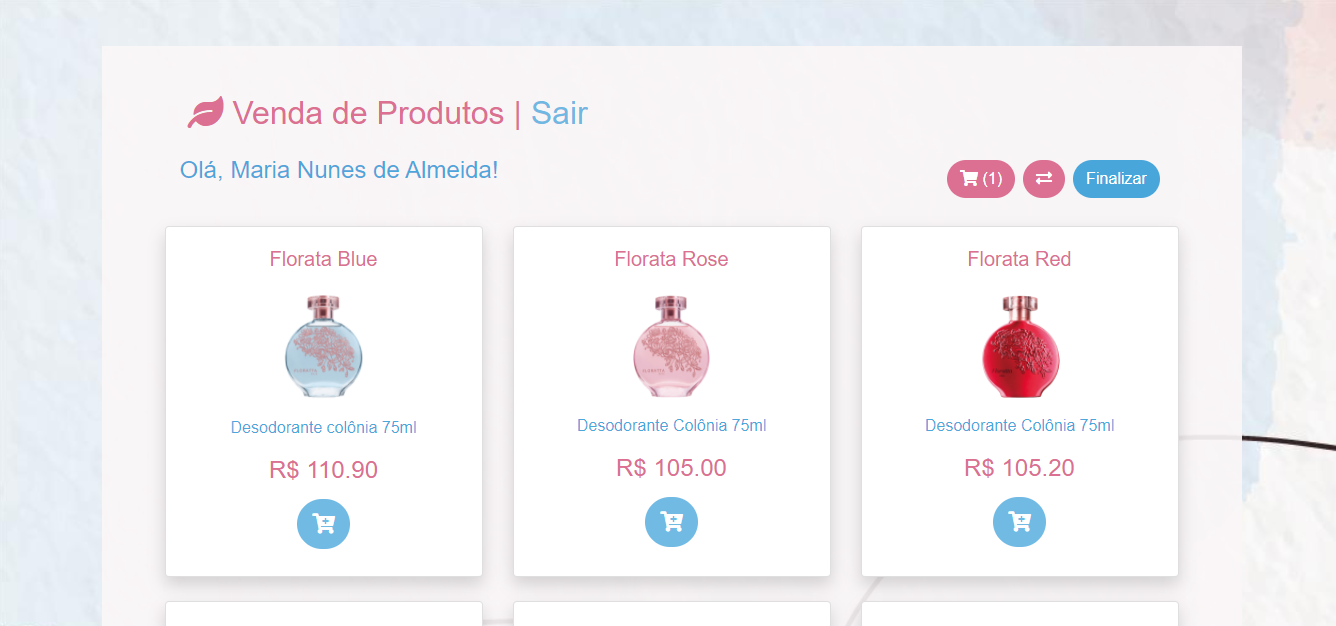 Venda de Produtos | Sair
Olá, Maria Nunes de Almeida!
(1)
Finalizar
Florata Blue
Florata Rose
Florata Red
Desodorante colônia 75ml
Desodorante Colônia 75ml
Desodorante Colônia 75ml
R$ 110.90
R$ 105.00
R$ 105.20